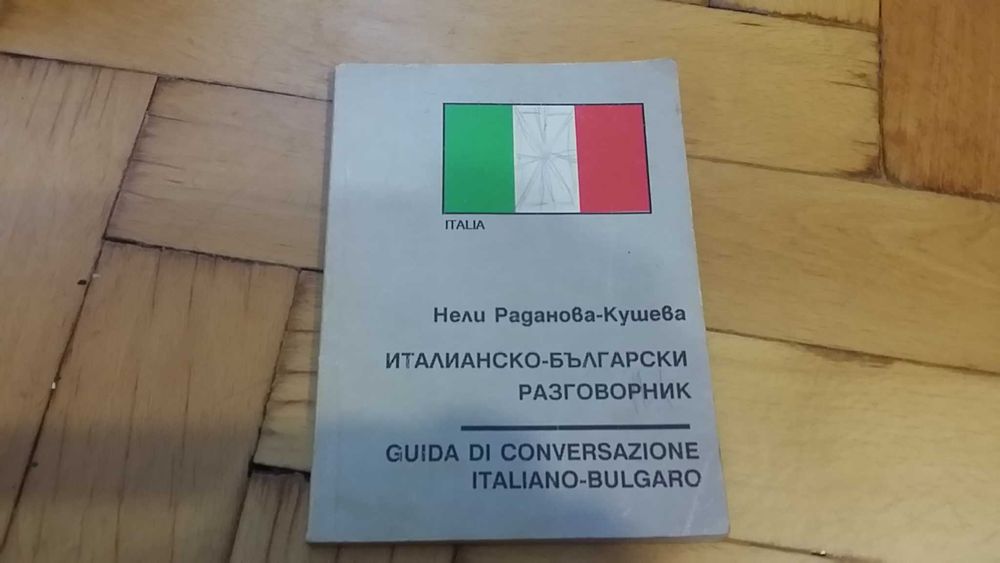 ITALIA
Нели Раданова-Кушева
ИТАЛИАНСКО-БЪЛГАРСКИ
РАЗГОВОРНИК
GUIDA DI CONVERSAZIONE
ITALIANO-BULGARO